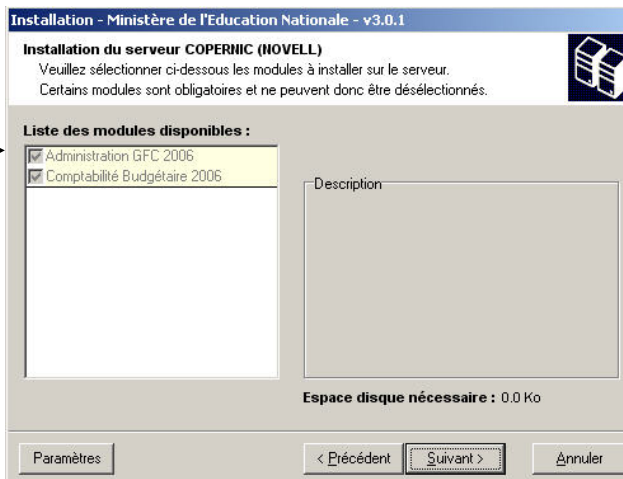 Installation - Ministère de l'Education Nationale - v3.0.1
Installation du serveur COPERNIC (NOVELL)
Veuillez sélectionner ci-dessous les modules à installer sur le serveur.
Certains modules sont obligatoires et ne peuvent donc être désélectionnés.
Liste des modules disponibles :
Administration GFC 2006
Comptabilité Budgétaire 2006
Description
Espace disque nécessaire : 0.0 Ko
Paramètres
< Précédent
Suivant >
Annuler